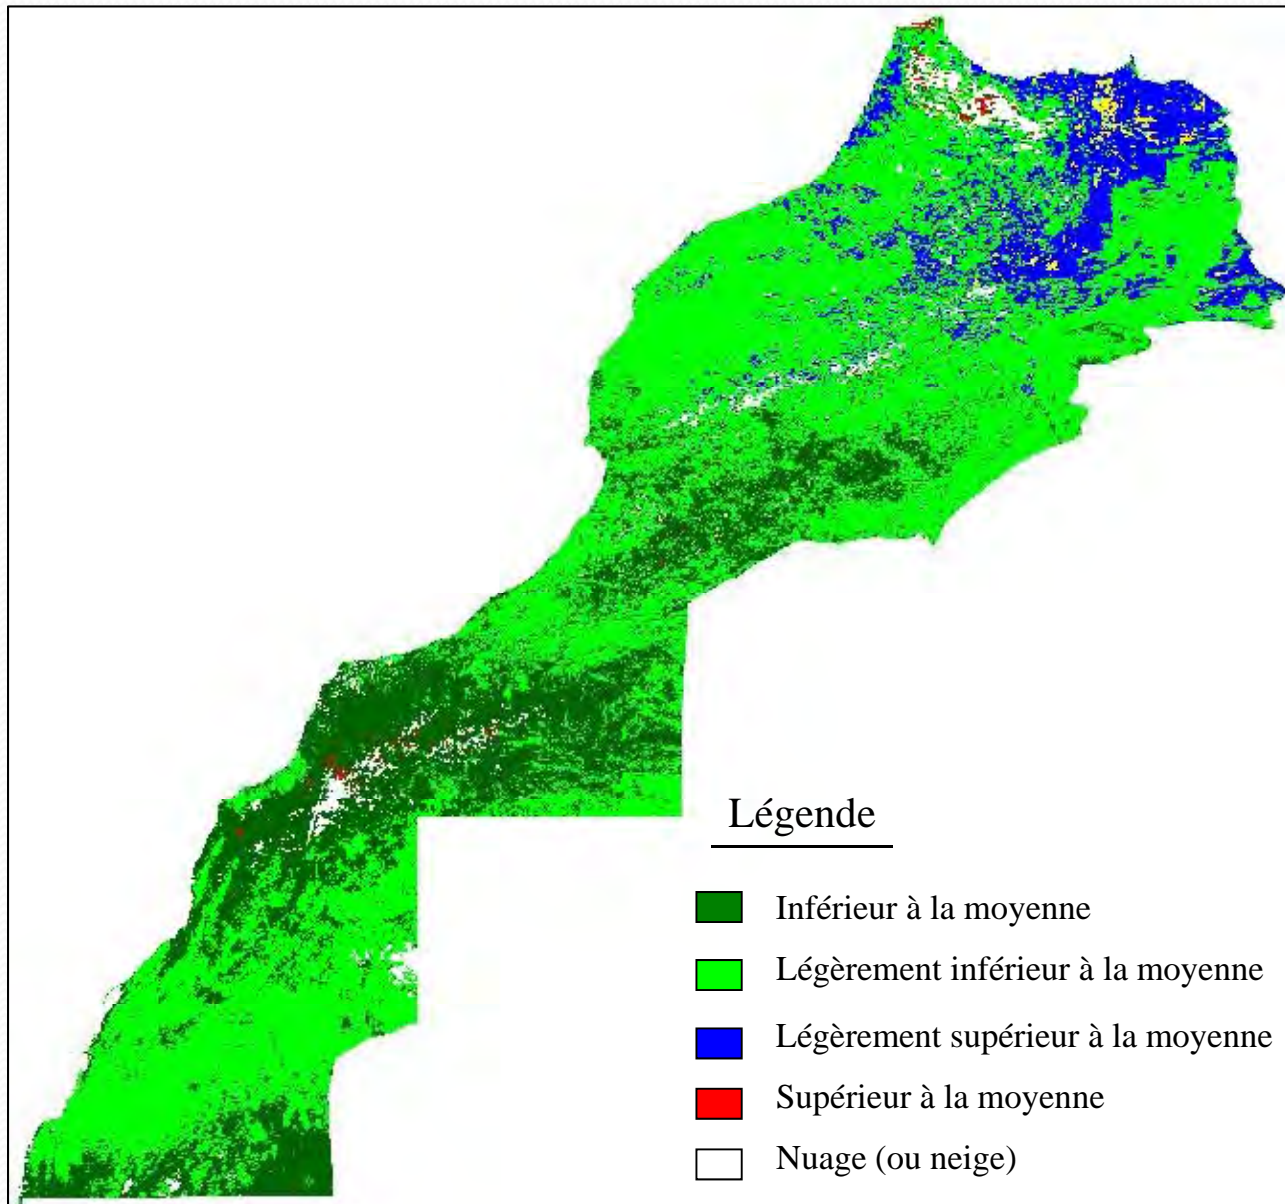 Légende
Inférieur à la moyenne
Légèrement inférieur à la moyenne
Légèrement supérieur à la moyenne
Supérieur à la moyenne
Nuage (ou neige)